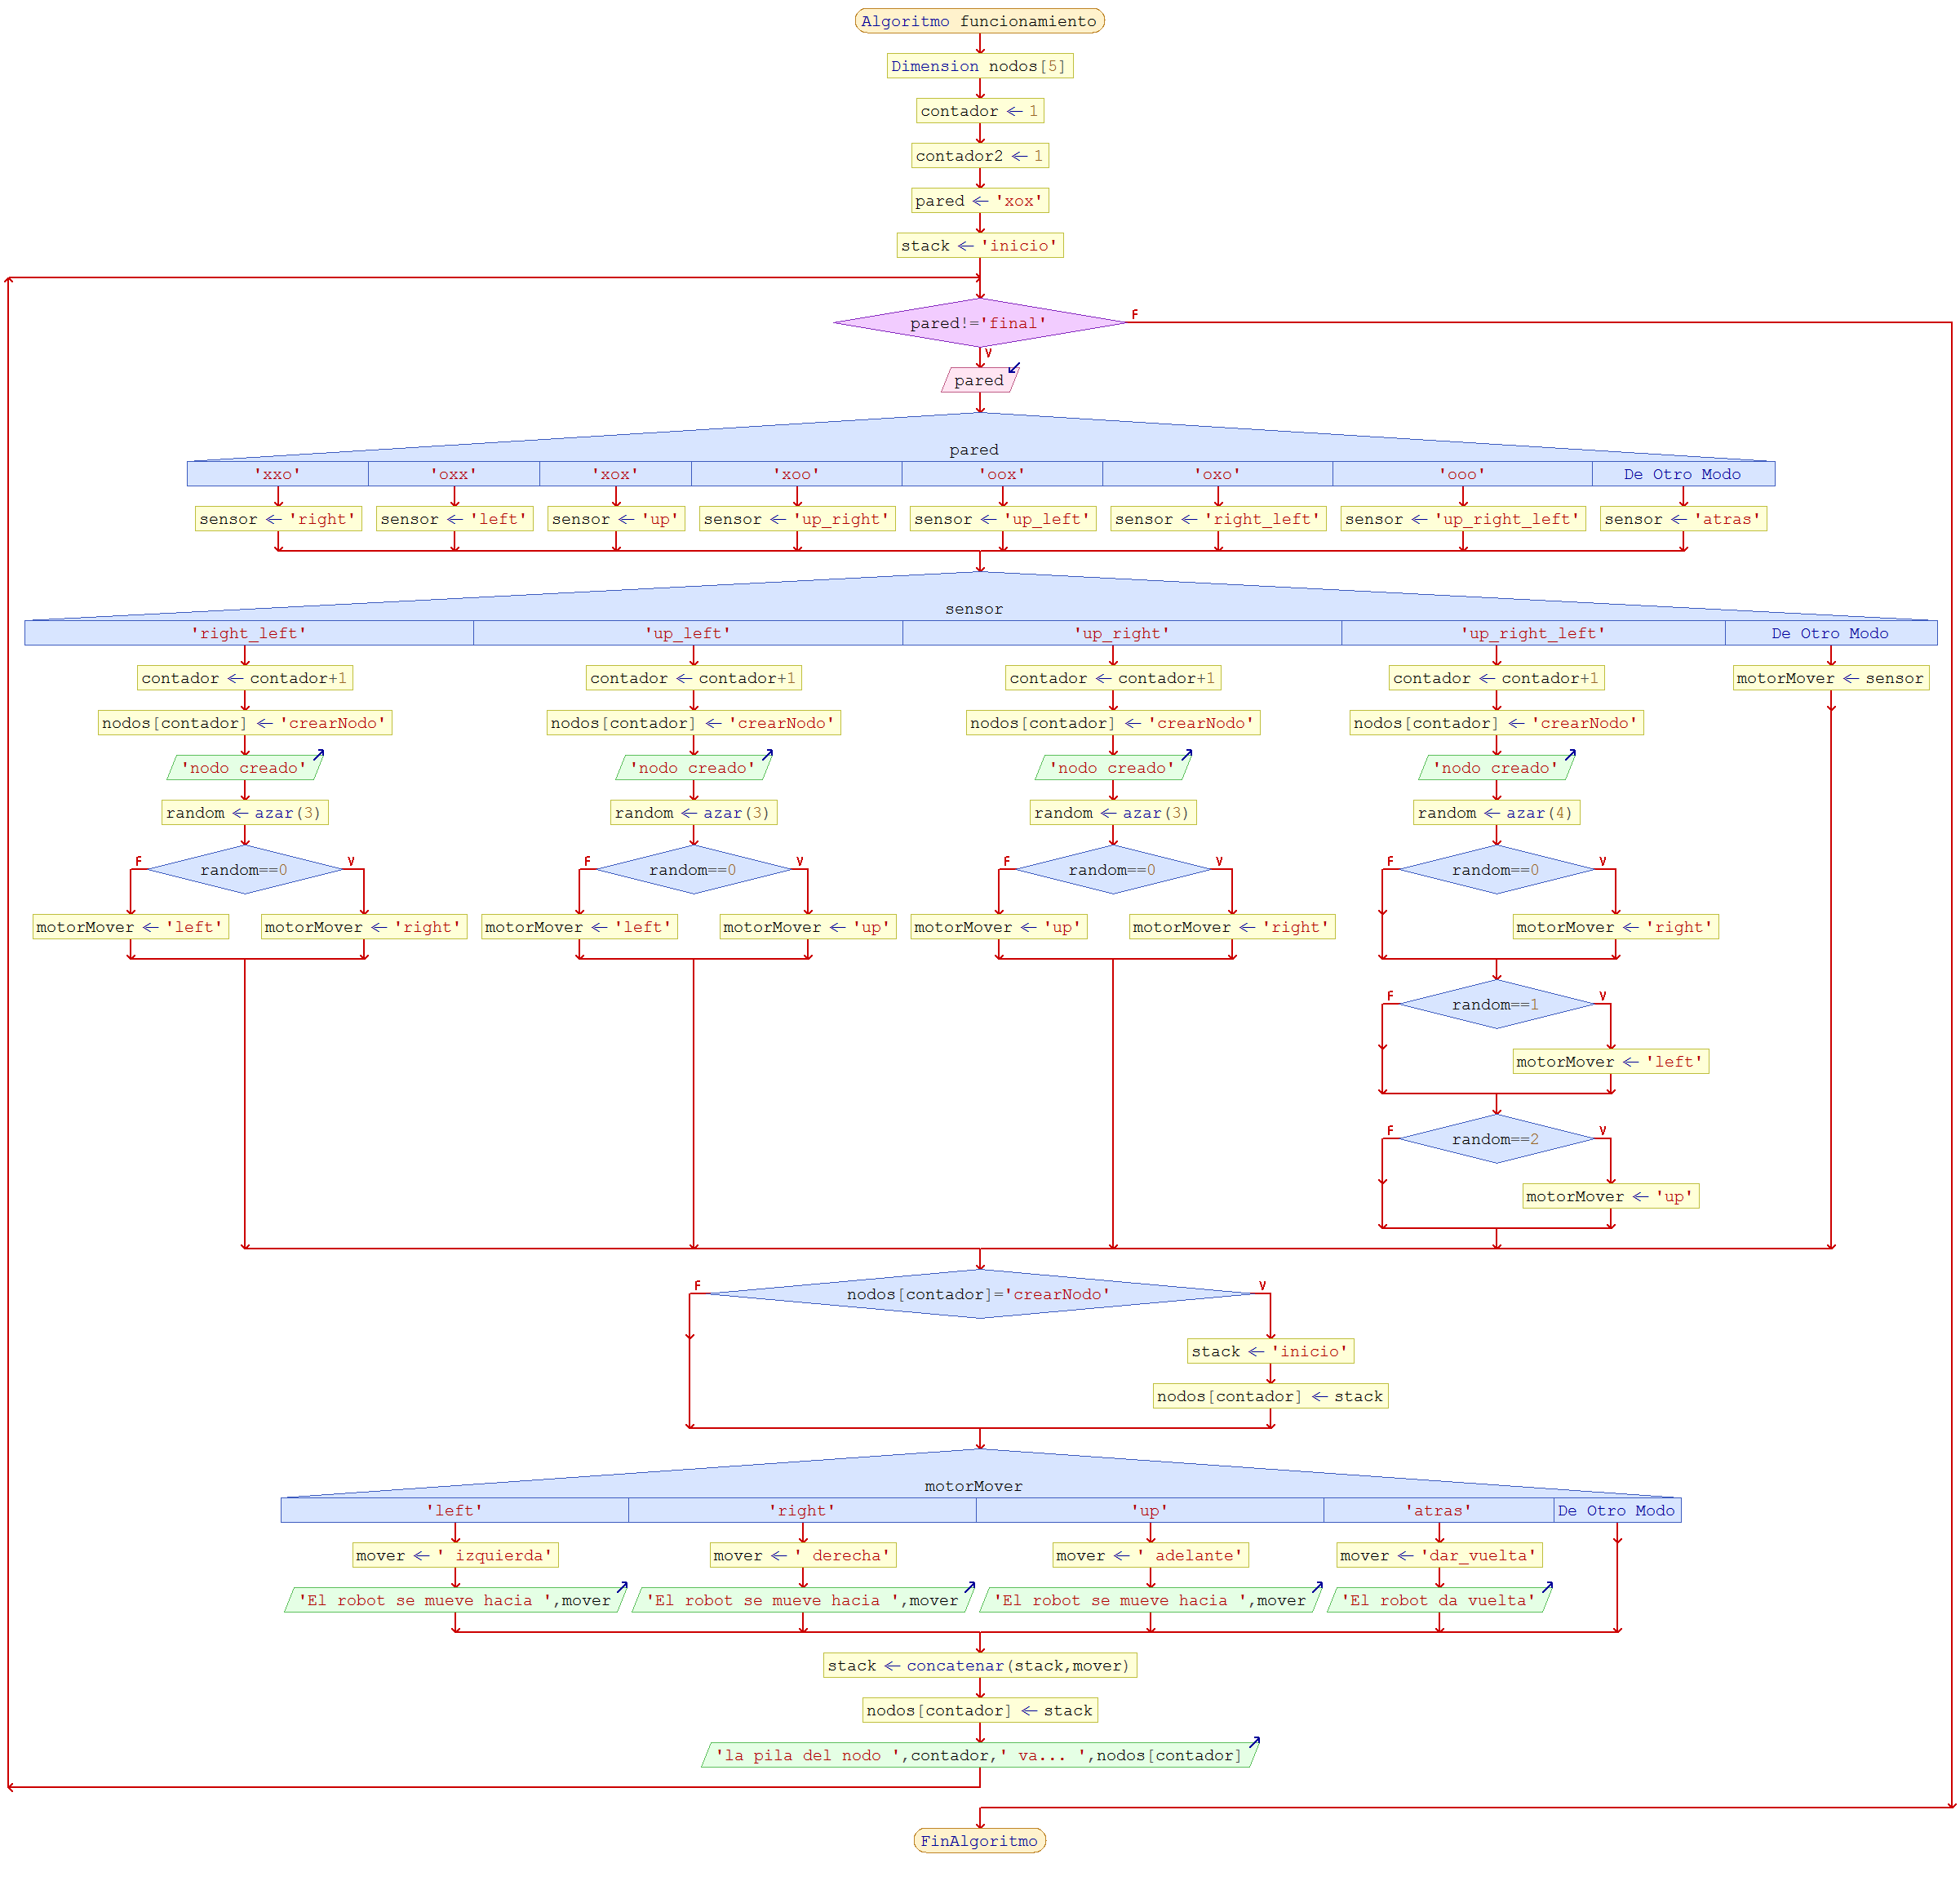 Algoritmo funcionamiento
Dimension nodos[5]
contador ← 1
contador2 ← 1
pared ← 'xox'
stack ← 'inicio'
pared!='final'
F
V
pared
pared
'xxo' 'oxx' 'xox' 'xoo' 'oox' 'oxo' 'ooo' De Otro Modo
sensor ← 'right' sensor ← 'left' sensor ← 'up' sensor ← 'up_right' sensor ← 'up_left' sensor ← 'right_left' sensor ← 'up_right_left' sensor ← 'atras'
sensor
'right_left' 'up_left' 'up_right' 'up_right_left' De Otro Modo
contador ← contador+1 contador ← contador+1 contador ← contador+1 contador ← contador+1 motorMover ← sensor
nodos[contador] ← 'crearNodo' nodos[contador] ← 'crearNodo' nodos[contador] ← 'crearNodo' nodos[contador] ← 'crearNodo'
'nodo creado' 'nodo creado' 'nodo creado' 'nodo creado'
random ← azar(3) random ← azar(3) random ← azar(3) random ← azar(4)
F random==0 V F random==0 V F random==0 V F random==0 V
motorMover ← 'left' motorMover ← 'right' motorMover ← 'left' motorMover ← 'up' motorMover ← 'up' motorMover ← 'right' motorMover ← 'right'
F random==1 V
motorMover ← 'left'
F random==2 V
motorMover ← 'up'
F nodos[contador]='crearNodo' V
stack ← 'inicio'
nodos[contador] ← stack
motorMover
'left' 'right' 'up' 'atras' De Otro Modo
mover ← ' izquierda' mover ← ' derecha' mover ← ' adelante' mover ← 'dar_vuelta'
'El robot se mueve hacia ',mover 'El robot se mueve hacia ',mover 'El robot se mueve hacia ',mover 'El robot da vuelta'
stack ← concatenar(stack,mover)
nodos[contador] ← stack
'la pila del nodo ',contador,' va... ',nodos[contador]
FinAlgoritmo